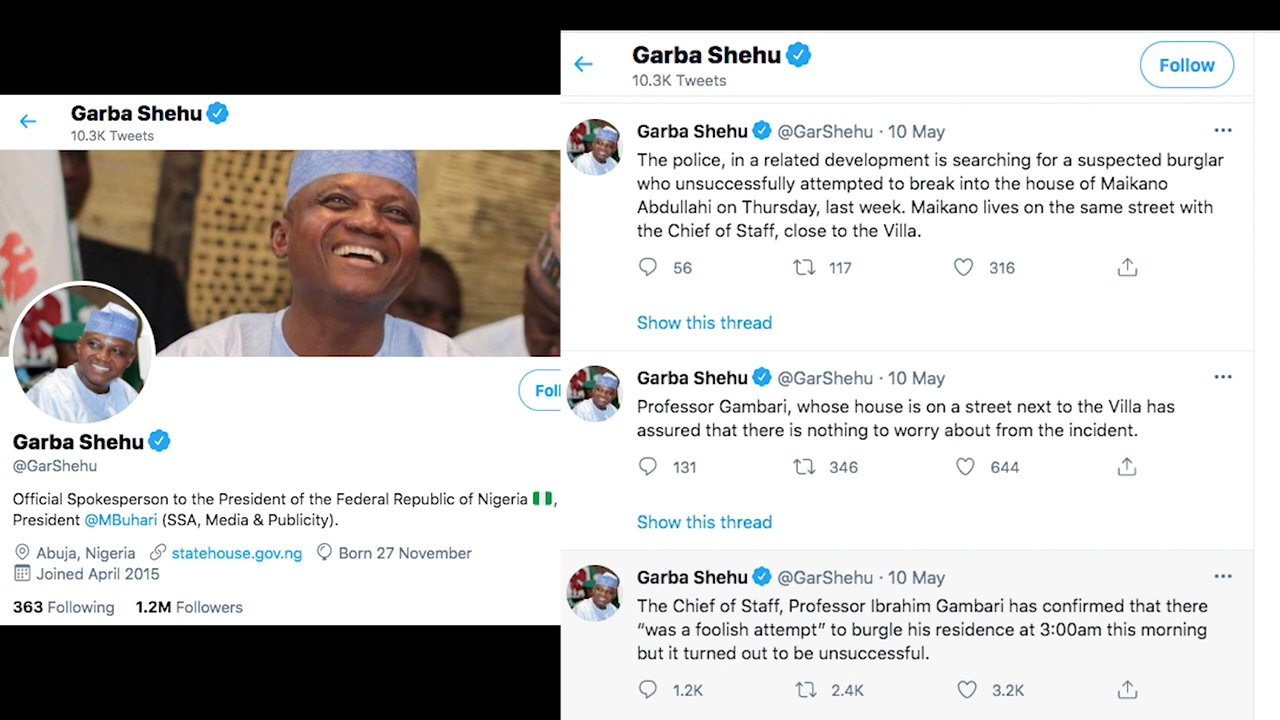 Garba Shehu
10.3K Tweets
Foll
Garba Shehu
@GarShehu
Official Spokesperson to the President of the Federal Republic of Nigeria 🇳🇬,
President @MBuhari (SSA, Media & Publicity).
Abuja, Nigeria statehouse.gov.ng Born 27 November
Joined April 2015
363 Following 1.2M Followers
Garba Shehu
10.3K Tweets
Follow
Garba Shehu @GarShehu · 10 May
The police, in a related development is searching for a suspected burglar
who unsuccessfully attempted to break into the house of Maikano
Abdullahi on Thursday, last week. Maikano lives on the same street with
the Chief of Staff, close to the Villa.
56 117 316
Show this thread
Garba Shehu @GarShehu · 10 May
Professor Gambari, whose house is on a street next to the Villa has
assured that there is nothing to worry about from the incident.
131 346 644
Show this thread
Garba Shehu @GarShehu · 10 May
The Chief of Staff, Professor Ibrahim Gambari has confirmed that there
“was a foolish attempt” to burgle his residence at 3:00am this morning
but it turned out to be unsuccessful.
1.2K 2.4K 3.2K